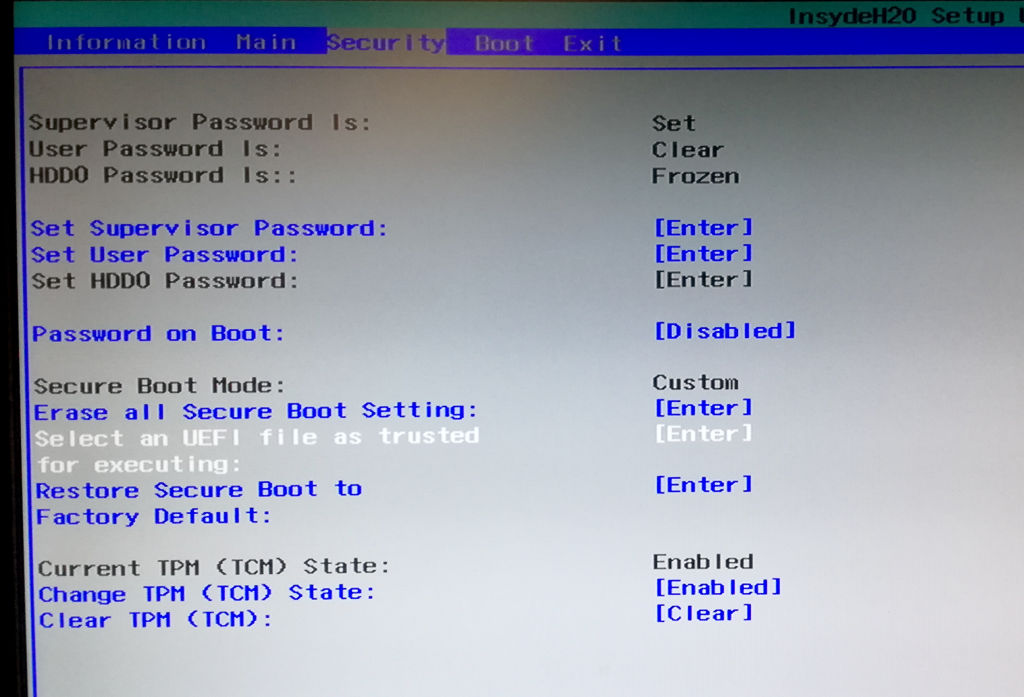 InsydeH20 Setup
Information Main Security Boot Exit
Supervisor Password Is: Set
User Password Is: Clear
HDD0 Password Is:: Frozen
Set Supervisor Password: [Enter]
Set User Password: [Enter]
Set HDD0 Password: [Enter]
Password on Boot: [Disabled]
Secure Boot Mode: Custom
Erase all Secure Boot Setting: [Enter]
Select an UEFI file as trusted [Enter]
for executing:
Restore Secure Boot to [Enter]
Factory Default:
Current TPM (TCM) State: Enabled
Change TPM (TCM) State: [Enabled]
Clear TPM (TCM): [Clear]